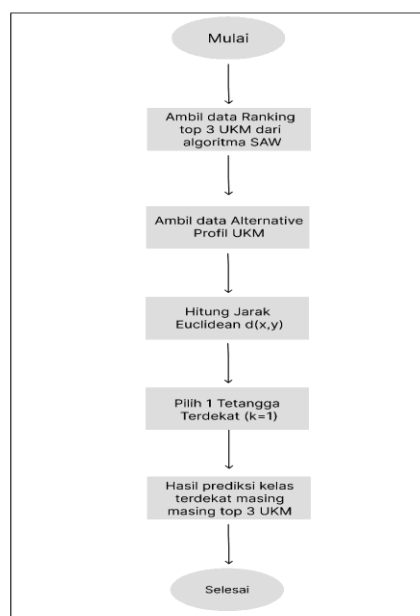 Mulai
Ambil data Ranking
top 3 UKM dari
algoritma SAW
Ambil data Alternative
Profil UKM
Hitung Jarak
Euclidean d(x,y)
Pilih 1 Tetangga
Terdekat (k=1)
Hasil prediksi kelas
terdekat masing
masing top 3 UKM
Selesai